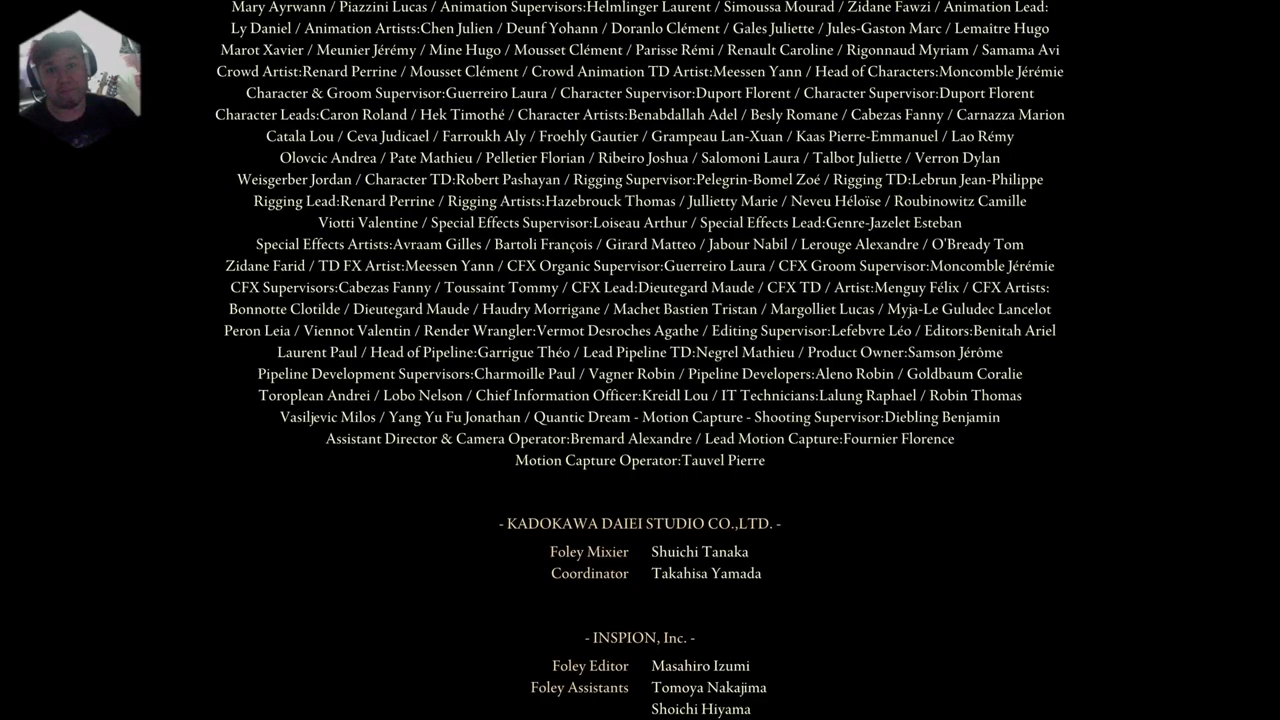 Mary Ayrwann / Piazzini Lucas / Animation Supervisors:Helmlinger Laurent / Simoussa Mourad / Zidane Fawzi / Animation Lead:
Ly Daniel / Animation Artists:Chen Julien / Deunf Yohann / Doranlo Clément / Gales Juliette / Jules-Gaston Marc / Lemaître Hugo
Marot Xavier / Meunier Jérémy / Mine Hugo / Mousset Clément / Parisse Rémi / Renault Caroline / Rigonnaud Myriam / Samama Avi
Crowd Artist:Renard Perrine / Mousset Clément / Crowd Animation TD Artist:Meessen Yann / Head of Characters:Moncomble Jérémie
Character & Groom Supervisor:Guerreiro Laura / Character Supervisor:Duport Florent / Character Supervisor:Duport Florent
Character Leads:Caron Roland / Hek Timothé / Character Artists:Benabdallah Adel / Besly Romane / Cabezas Fanny / Carnazza Marion
Catala Lou / Ceva Judicael / Farroukh Aly / Froehly Gautier / Grampeau Lan-Xuan / Kaas Pierre-Emmanuel / Lao Rémy
Olovcic Andrea / Pate Mathieu / Pelletier Florian / Ribeiro Joshua / Salomoni Laura / Talbot Juliette / Verron Dylan
Weisgerber Jordan / Character TD:Robert Pashayan / Rigging Supervisor:Pelegrin-Bomel Zoé / Rigging TD:Lebrun Jean-Philippe
Rigging Lead:Renard Perrine / Rigging Artists:Hazebrouck Thomas / Jullietty Marie / Neveu Héloïse / Roubinowitz Camille
Viotti Valentine / Special Effects Supervisor:Loiseau Arthur / Special Effects Lead:Genre-Jazelet Esteban
Special Effects Artists:Avraam Gilles / Bartoli François / Girard Matteo / Jabour Nabil / Lerouge Alexandre / O'Bready Tom
Zidane Farid / TD FX Artist:Meessen Yann / CFX Organic Supervisor:Guerreiro Laura / CFX Groom Supervisor:Moncomble Jérémie
CFX Supervisors:Cabezas Fanny / Toussaint Tommy / CFX Lead:Dieutegard Maude / CFX TD / Artist:Menguy Félix / CFX Artists:
Bonnotte Clotilde / Dieutegard Maude / Haudry Morrigane / Machet Bastien Tristan / Margolliet Lucas / Myja-Le Guludec Lancelot
Peron Leia / Viennot Valentin / Render Wrangler:Vermot Desroches Agathe / Editing Supervisor:Lefebvre Léo / Editors:Benitah Ariel
Laurent Paul / Head of Pipeline:Garrigue Théo / Lead Pipeline TD:Negrel Mathieu / Product Owner:Samson Jérôme
Pipeline Development Supervisors:Charmoille Paul / Vagner Robin / Pipeline Developers:Aleno Robin / Goldbaum Coralie
Toroplean Andrei / Lobo Nelson / Chief Information Officer:Kreidl Lou / IT Technicians:Lalung Raphael / Robin Thomas
Vasiljevic Milos / Yang Yu Fu Jonathan / Quantic Dream - Motion Capture - Shooting Supervisor:Diebling Benjamin
Assistant Director & Camera Operator:Bremard Alexandre / Lead Motion Capture:Fournier Florence
Motion Capture Operator:Tauvel Pierre
- KADOKAWA DAIEI STUDIO CO.,LTD. -
Foley Mixier Shuichi Tanaka
Coordinator Takahisa Yamada
- INSPION, Inc. -
Foley Editor Masahiro Izumi
Foley Assistants Tomoya Nakajima
Shoichi Hiyama